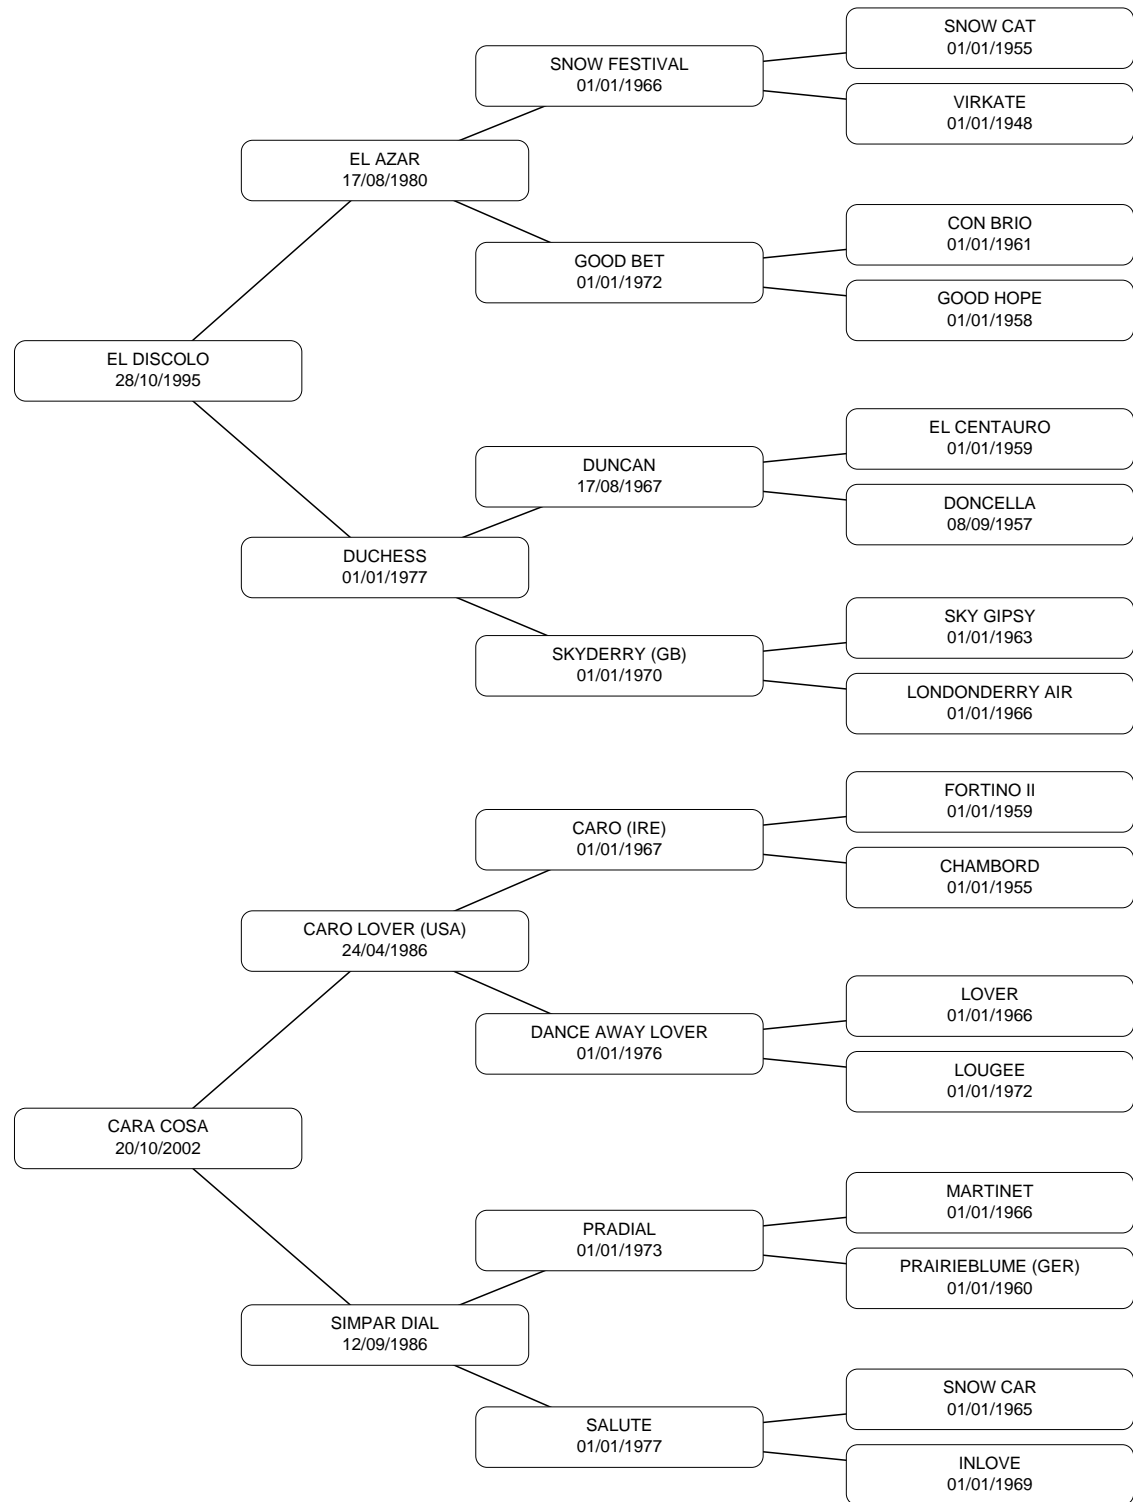 SNOW CAT
01/01/1955
SNOW FESTIVAL
01/01/1966
VIRKATE
01/01/1948
EL AZAR
17/08/1980
CON BRIO
01/01/1961
GOOD BET
01/01/1972
GOOD HOPE
01/01/1958
EL DISCOLO
28/10/1995
EL CENTAURO
01/01/1959
DUNCAN
17/08/1967
DONCELLA
08/09/1957
DUCHESS
01/01/1977
SKY GIPSY
01/01/1963
SKYDERRY (GB)
01/01/1970
LONDONDERRY AIR
01/01/1966
FORTINO II
01/01/1959
CARO (IRE)
01/01/1967
CHAMBORD
01/01/1955
CARO LOVER (USA)
24/04/1986
LOVER
01/01/1966
DANCE AWAY LOVER
01/01/1976
LOUGEE
01/01/1972
CARA COSA
20/10/2002
MARTINET
01/01/1966
PRADIAL
01/01/1973
PRAIRIEBLUME (GER)
01/01/1960
SIMPAR DIAL
12/09/1986
SNOW CAR
01/01/1965
SALUTE
01/01/1977
INLOVE
01/01/1969